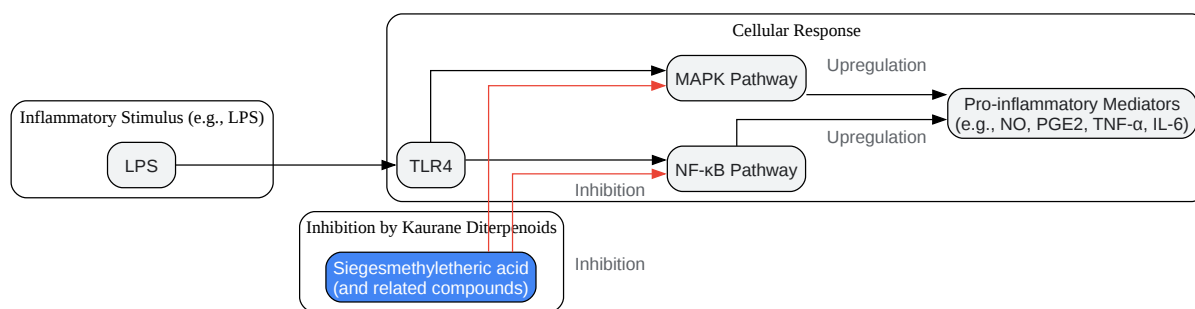 Cellular Response
MAPK Pathway
Upregulation
Inflammatory Stimulus (e.g., LPS)
Pro-inflammatory Mediators
(e.g., NO, PGE2, TNF-α, IL-6)
LPS
TLR4
NF-κB Pathway
Upregulation
Inhibition
Inhibition by Kaurane Diterpenoids
Siegesmethyletheric acid
(and related compounds)
Inhibition